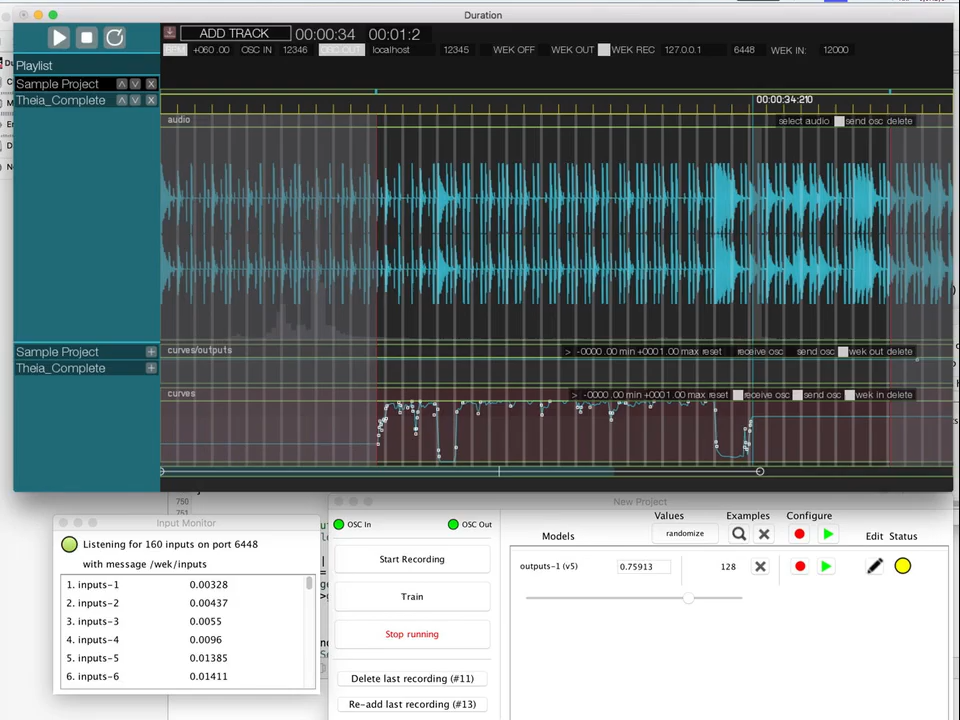 Duration
ADD TRACK 00:00:34 00:01:2
BPM +060 .00 OSC IN 12346 OSC OUT localhost 12345 WEK OFF WEK OUT WEK REC 127.0.0.1 6448 WEK IN: 12000
Playlist
Sample Project
Theia_Complete
00:00:34:210
audio
select audio send osc delete
Sample Project
Theia_Complete
curves/outputs
> -0000 .00 min +0001 .00 max reset receive osc send osc wek out delete
curves
> -0000 .00 min +0001 .00 max reset receive osc send osc wek in delete
750
751
Input Monitor
Listening for 160 inputs on port 6448
with message /wek/inputs
1. inputs-1 0.00328
2. inputs-2 0.00437
3. inputs-3 0.0055
4. inputs-4 0.0096
5. inputs-5 0.01385
6. inputs-6 0.01411
New Project
OSC In OSC Out
Start Recording
Train
Stop running
Delete last recording (#11)
Re-add last recording (#13)
Values Examples Configure
Models randomize Edit Status
outputs-1 (v5) 0.75913 128